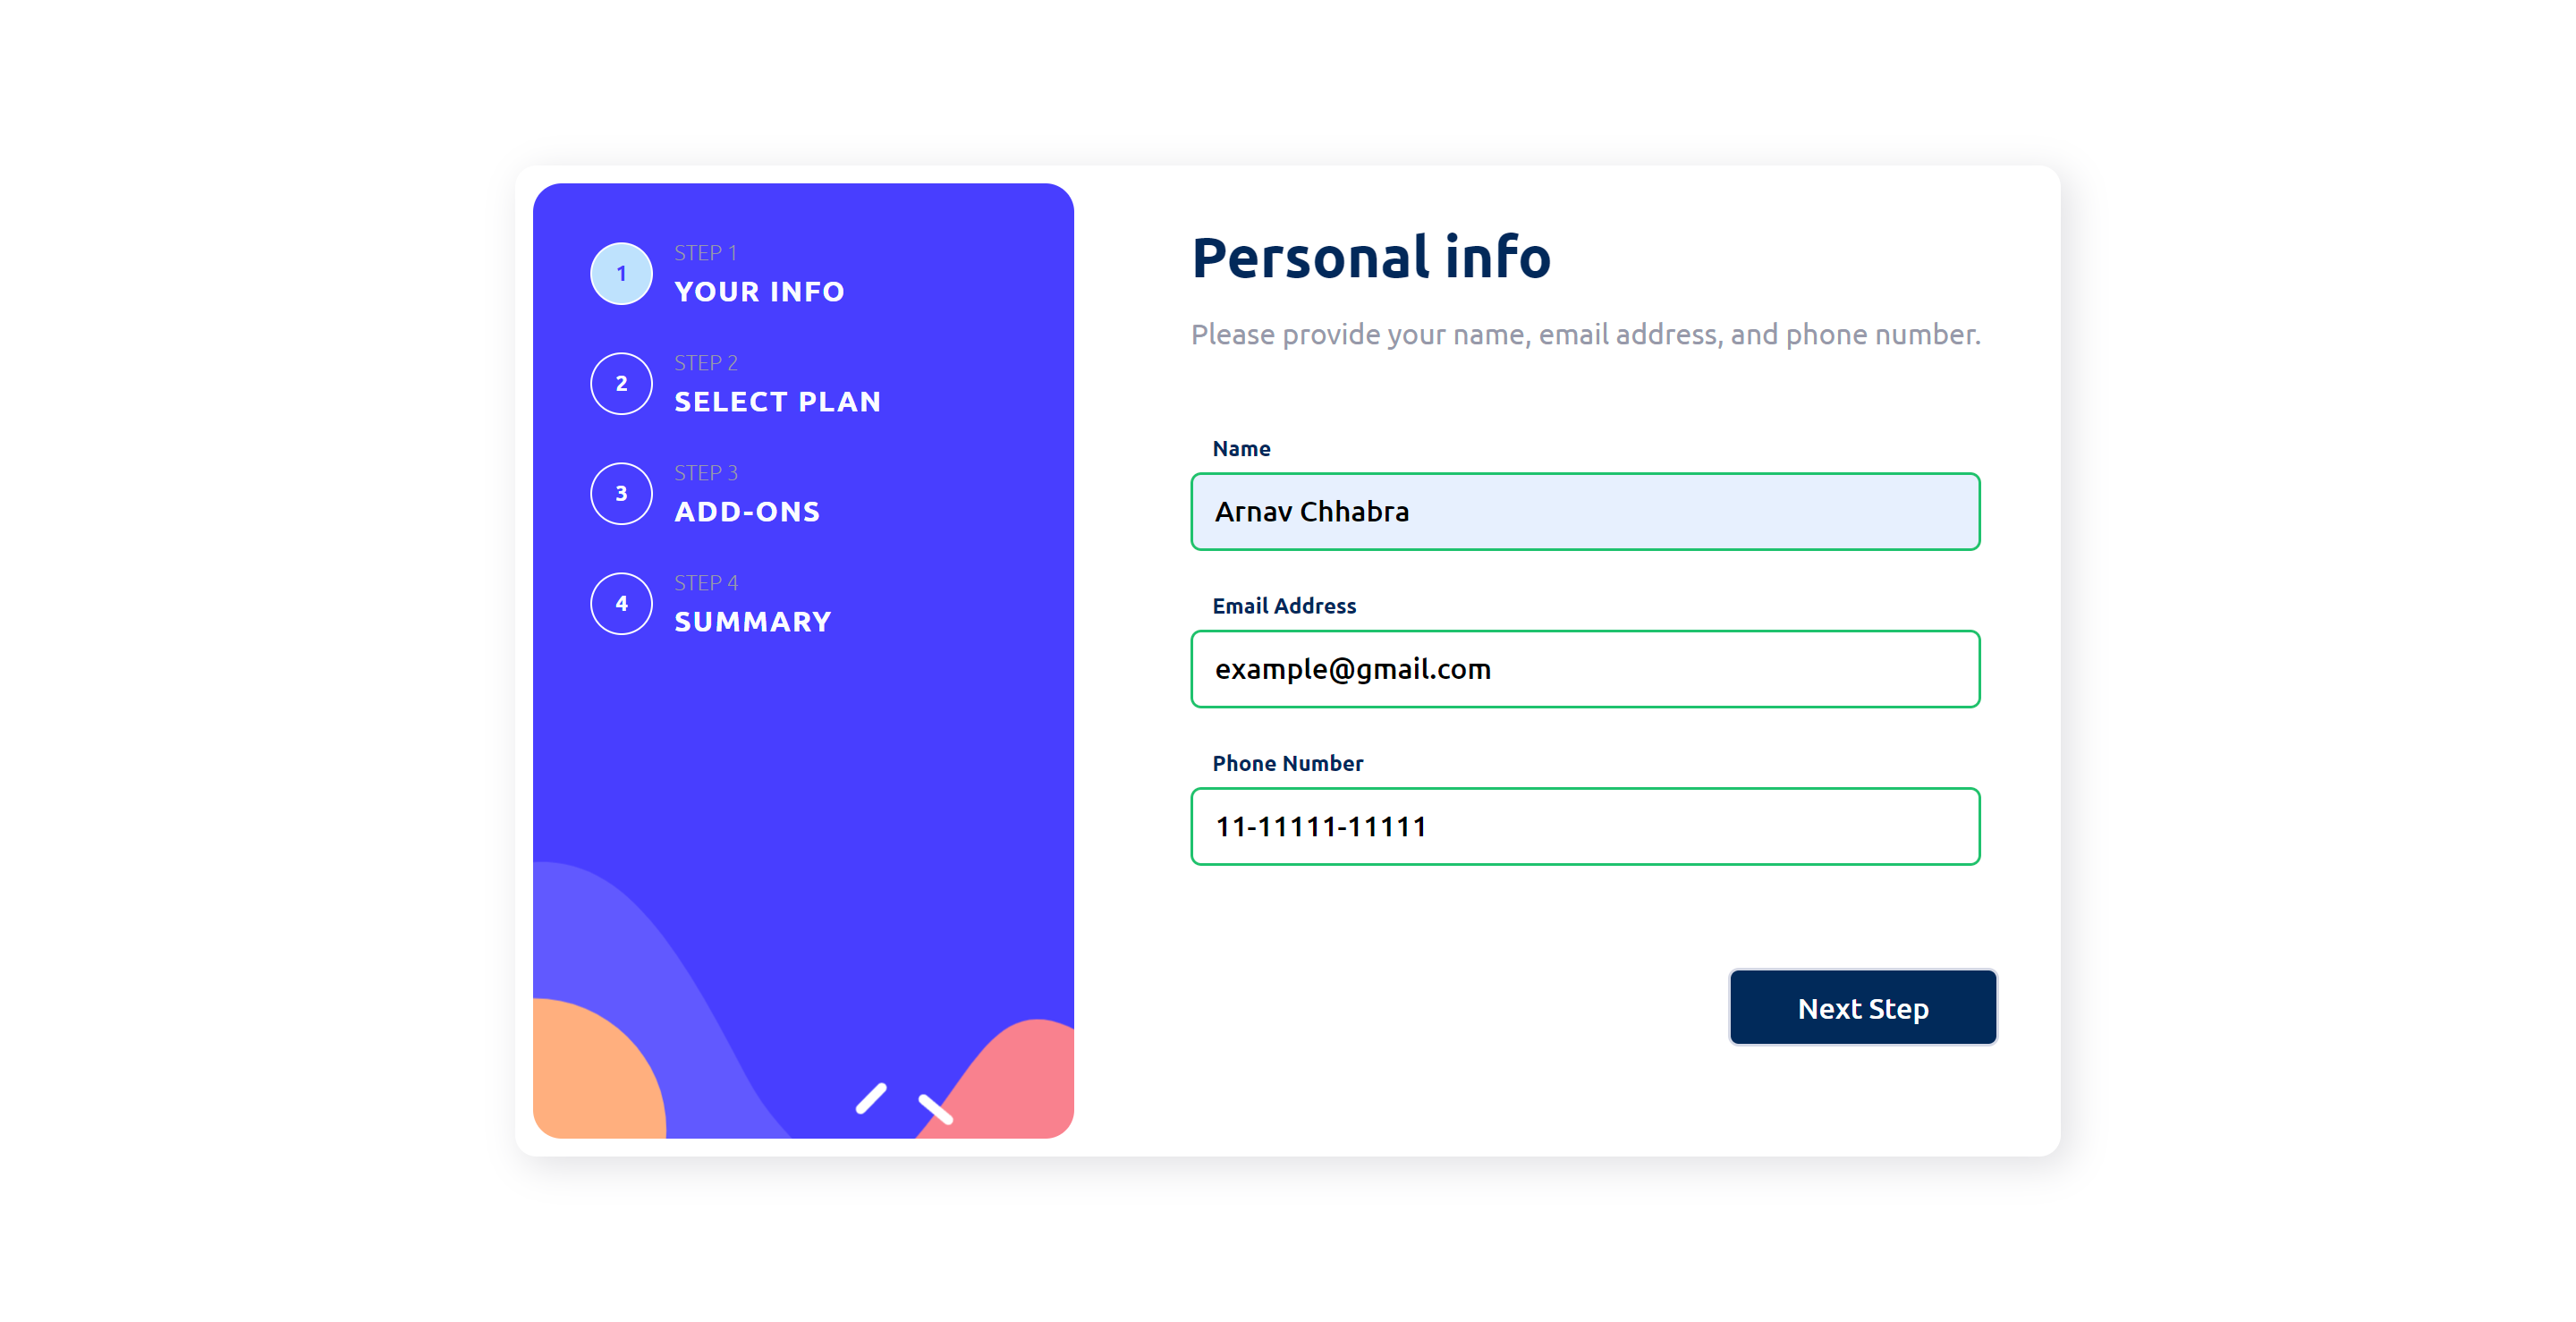 1
STEP 1
YOUR INFO
2
STEP 2
SELECT PLAN
3
STEP 3
ADD-ONS
4
STEP 4
SUMMARY
Personal info
Please provide your name, email address, and phone number.
Name
Arnav Chhabra
Email Address
example@gmail.com
Phone Number
11-11111-11111
Next Step